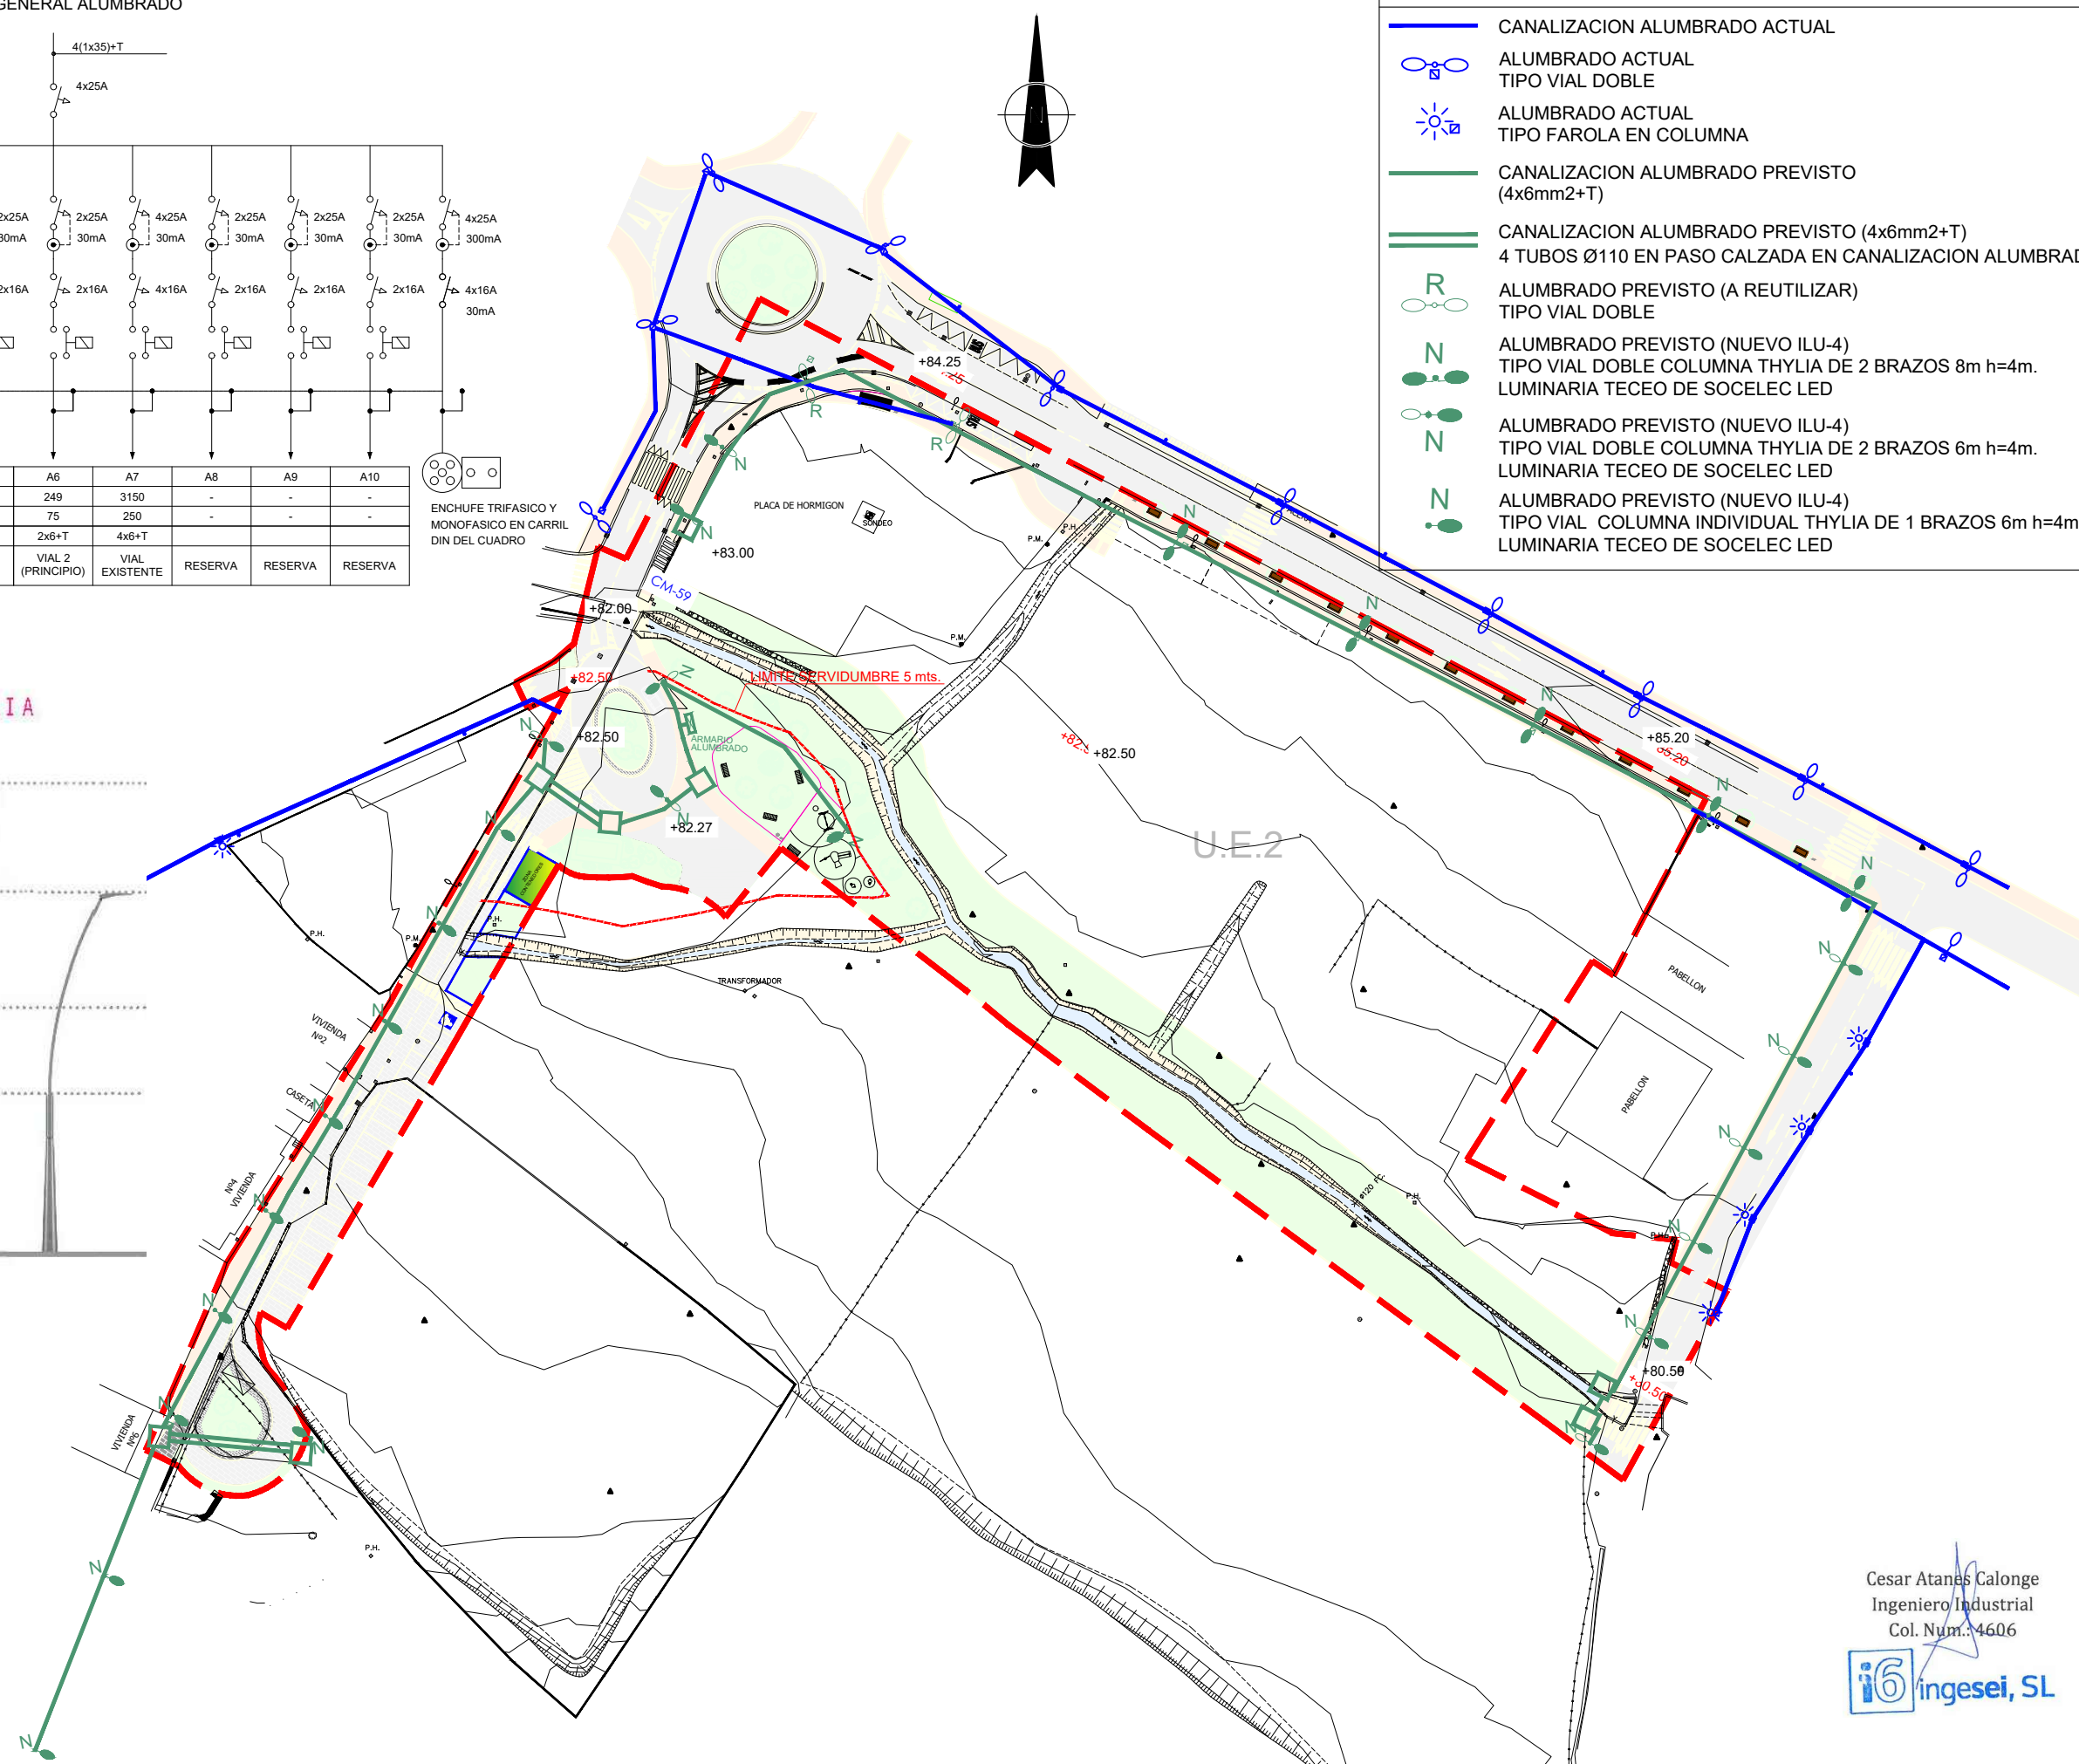 GENERAL ALUMBRADO
4(1x35)+T
4x25A
2x25A
2x25A
4x25A
2x25A
2x25A
2x25A
4x25A
30mA
30mA
30mA
30mA
30mA
30mA
300mA
2x16A
2x16A
4x16A
2x16A
2x16A
2x16A
4x16A
30mA
A6
A7
A8
A9
A10
249
3150
-
-
-
75
250
-
-
-
2x6+T
4x6+T
VIAL 2
(PRINCIPIO)
VIAL
EXISTENTE
RESERVA
RESERVA
RESERVA
ENCHUFE TRIFASICO Y
MONOFASICO EN CARRIL
DIN DEL CUADRO
I A
CANALIZACION ALUMBRADO ACTUAL
ALUMBRADO ACTUAL
TIPO VIAL DOBLE
ALUMBRADO ACTUAL
TIPO FAROLA EN COLUMNA
CANALIZACION ALUMBRADO PREVISTO
(4x6mm2+T)
CANALIZACION ALUMBRADO PREVISTO (4x6mm2+T)
4 TUBOS Ø110 EN PASO CALZADA EN CANALIZACION ALUMBRAD
R
ALUMBRADO PREVISTO (A REUTILIZAR)
TIPO VIAL DOBLE
N
ALUMBRADO PREVISTO (NUEVO ILU-4)
TIPO VIAL DOBLE COLUMNA THYLIA DE 2 BRAZOS 8m h=4m.
LUMINARIA TECEO DE SOCELEC LED
N
ALUMBRADO PREVISTO (NUEVO ILU-4)
TIPO VIAL DOBLE COLUMNA THYLIA DE 2 BRAZOS 6m h=4m.
LUMINARIA TECEO DE SOCELEC LED
N
ALUMBRADO PREVISTO (NUEVO ILU-4)
TIPO VIAL COLUMNA INDIVIDUAL THYLIA DE 1 BRAZOS 6m h=4m
LUMINARIA TECEO DE SOCELEC LED
+84.25
R
R
N
N
PLACA DE HORMIGON
SONDEO
+83.00
P.H.
P.M.
P.M.
CM-59
+82.00
LIMITE SERVIDUMBRE 5 mts.
+82.50
+82.50
ARMARIO
ALUMBRADO
+82.27
+82.50
U.E.2
+85.20
85.20
ZONA
CONTENEDORES
P.H.
P.M.
P.H.
TRANSFORMADOR
VIVIENDA
Nº2
CASETA
Nº4
VIVIENDA
VIVIENDA
Nº6
PABELLON
PABELLON
Ø120 FC.
P.H.
+80.50
+80.50
P.H.
Cesar Atanes Calonge
Ingeniero Industrial
Col. Num.: 4606
i6 ingesei, SL